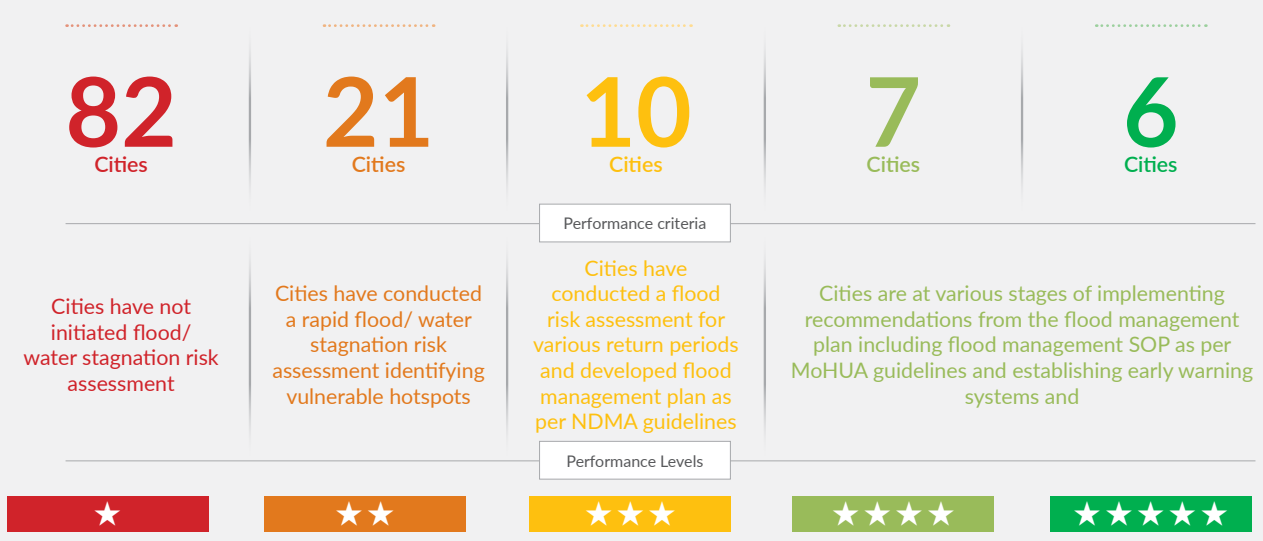 82
Cities
21
Cities
10
Cities
7
Cities
6
Cities
Performance criteria
Cities have not
initiated flood/
water stagnation risk
assessment
Cities have conducted
a rapid flood/ water
stagnation risk
assessment identifying
vulnerable hotspots
Cities have
conducted a flood
risk assessment for
various return periods
and developed flood
management plan as
per NDMA guidelines
Cities are at various stages of implementing
recommendations from the flood management
plan including flood management SOP as per
MoHUA guidelines and establishing early warning
systems and
Performance Levels